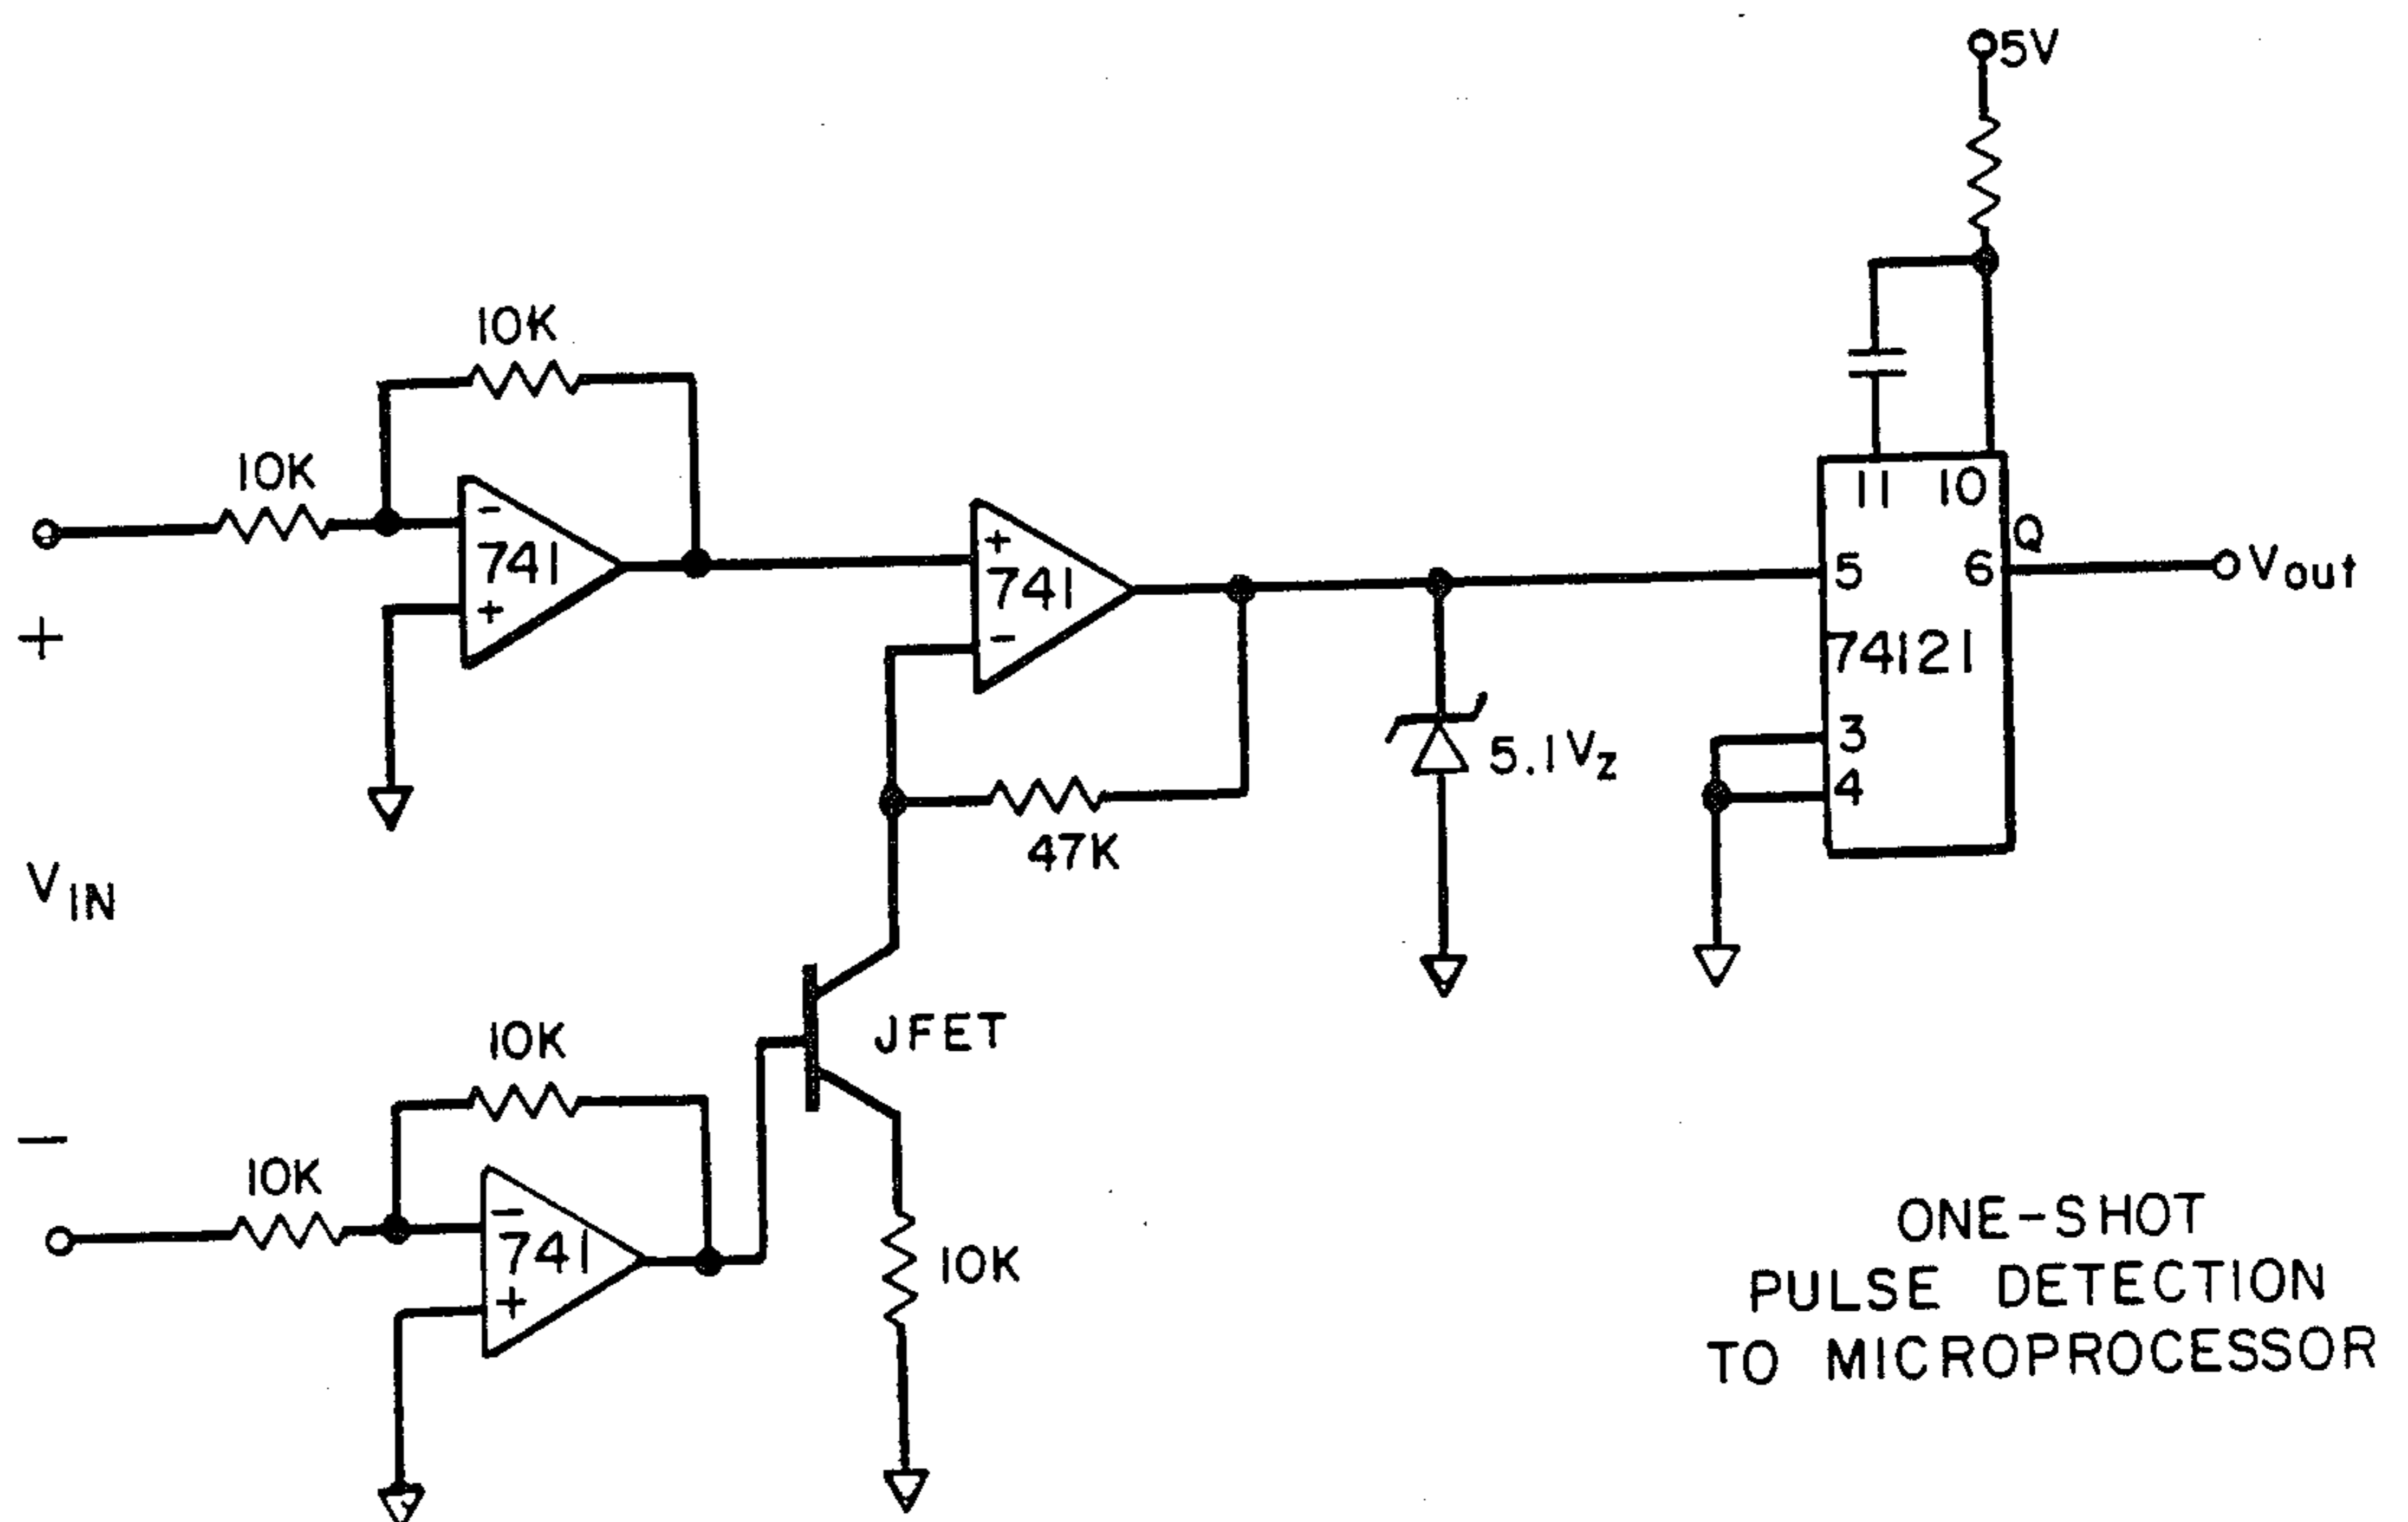 5V
10K
10K
-
741
+
+
741
-
11 10
Q
5
6
Vout
74121
3
4
+
5.1Vz
47K
VIN
JFET
10K
-
10K
-
741
+
10K
ONE-SHOT
PULSE DETECTION
TO MICROPROCESSOR